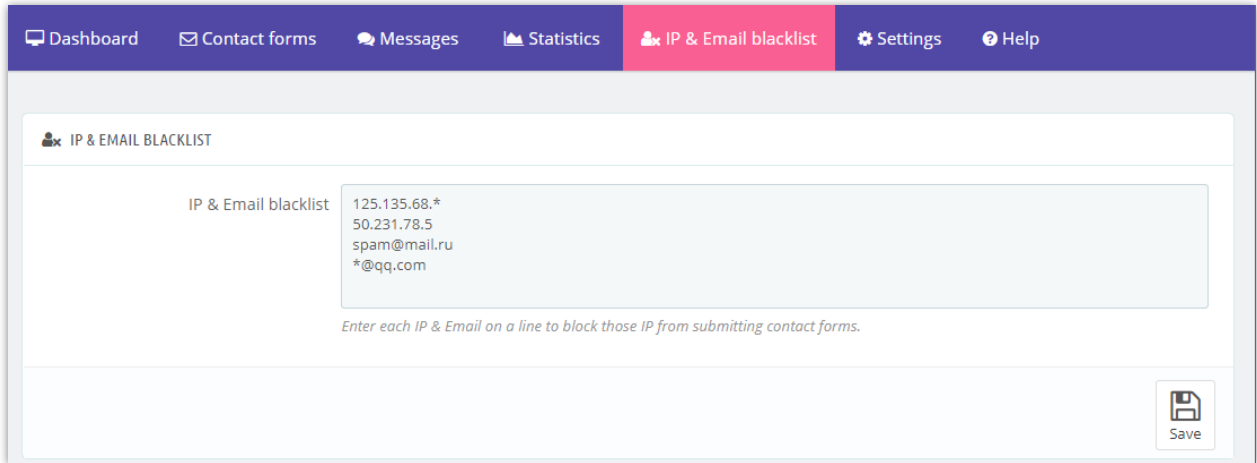 Dashboard Contact forms Messages Statistics IP & Email blacklist Settings Help
IP & EMAIL BLACKLIST
IP & Email blacklist
125.135.68.*
50.231.78.5
spam@mail.ru
*@qq.com
Enter each IP & Email on a line to block those IP from submitting contact forms.
Save